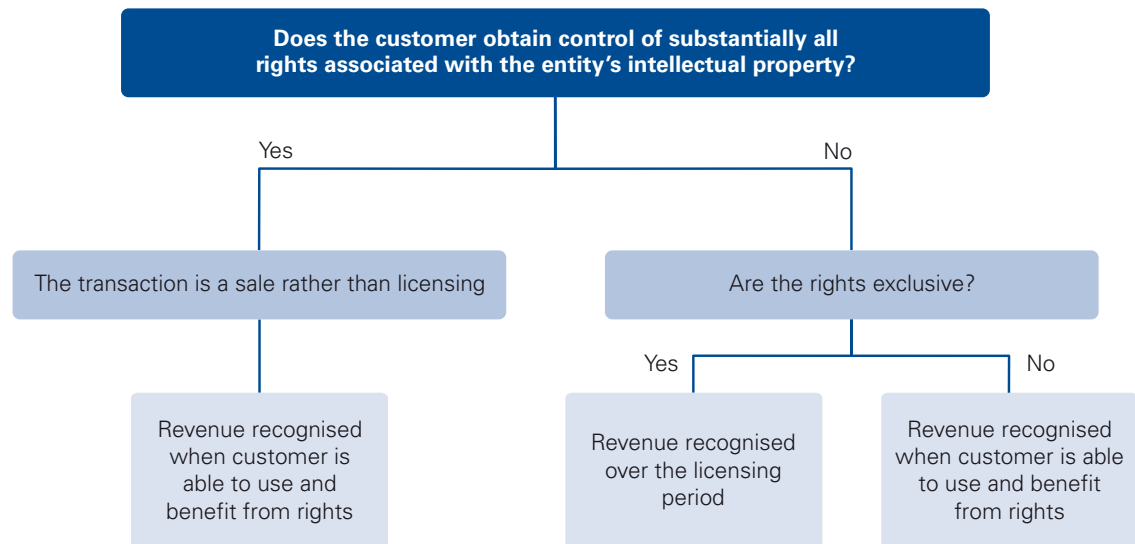 Does the customer obtain control of substantially all
rights associated with the entity's intellectual property?
Yes
No
The transaction is a sale rather than licensing
Are the rights exclusive?
Yes
No
Revenue recognised
when customer is
able to use and
benefit from rights
Revenue recognised
over the licensing
period
Revenue recognised
when customer is able
to use and benefit
from rights